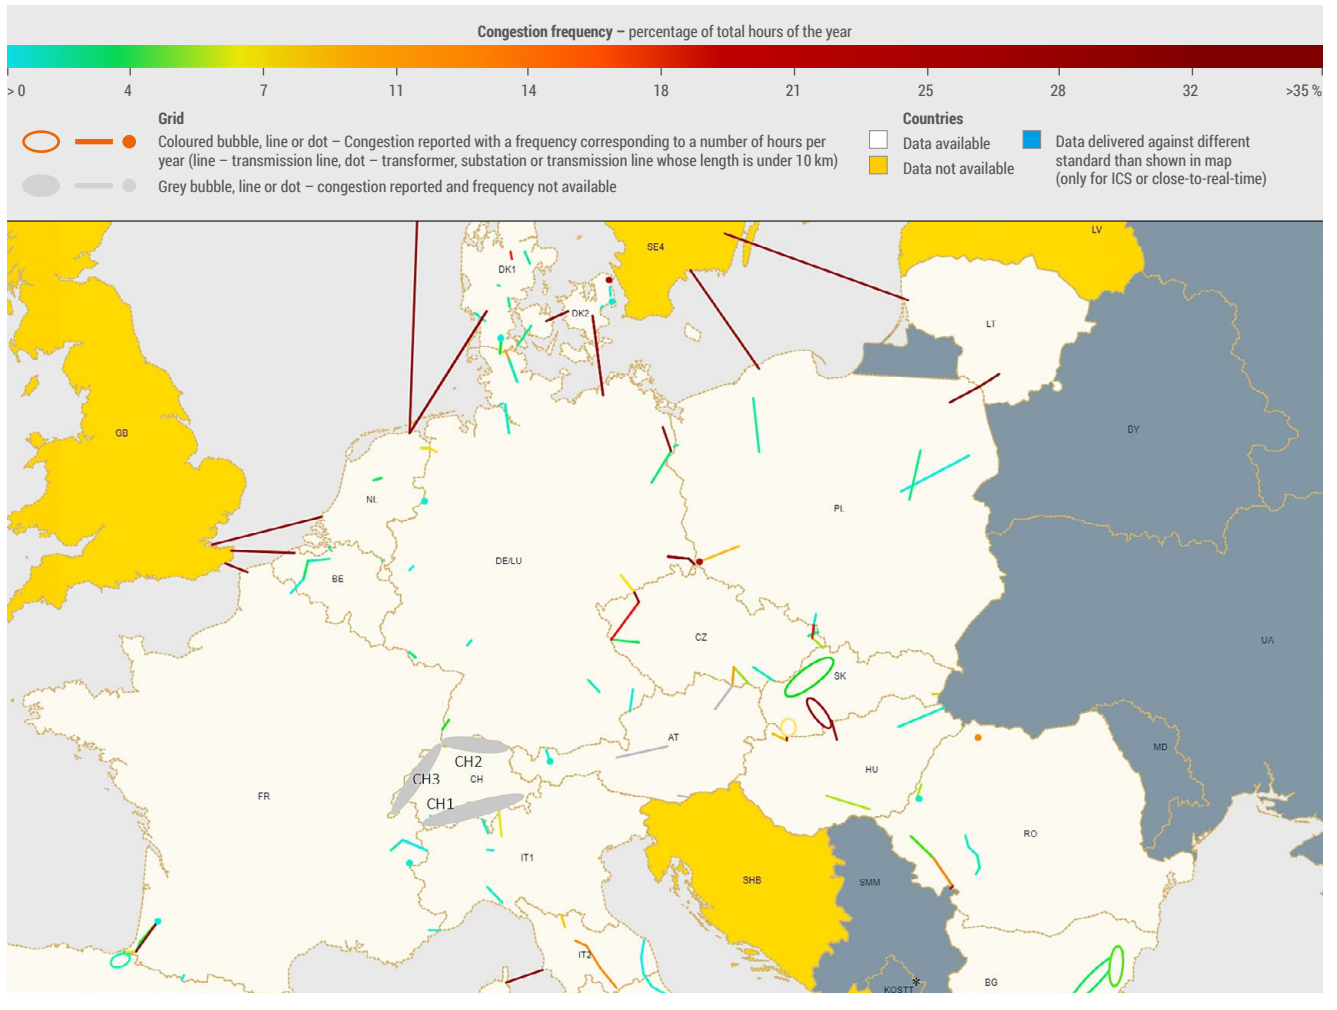 Congestion frequency – percentage of total hours of the year
> 0 4 7 11 14 18 21 25 28 32 >35 %
Grid
Coloured bubble, line or dot – Congestion reported with a frequency corresponding to a number of hours per
year (line – transmission line, dot – transformer, substation or transmission line whose length is under 10 km)
Grey bubble, line or dot – congestion reported and frequency not available
Countries
Data available
Data not available
Data delivered against different
standard than shown in map
(only for ICS or close-to-real-time)
LV
SE4
DK1
DK2
LT
GB
BY
NL
PL
DE/LU
BE
CZ
UA
SK
AT
MD
CH2
HU
CH3
CH
FR
CH1
RO
IT1
SHB
SMM
IT2
BG
KOSTT *